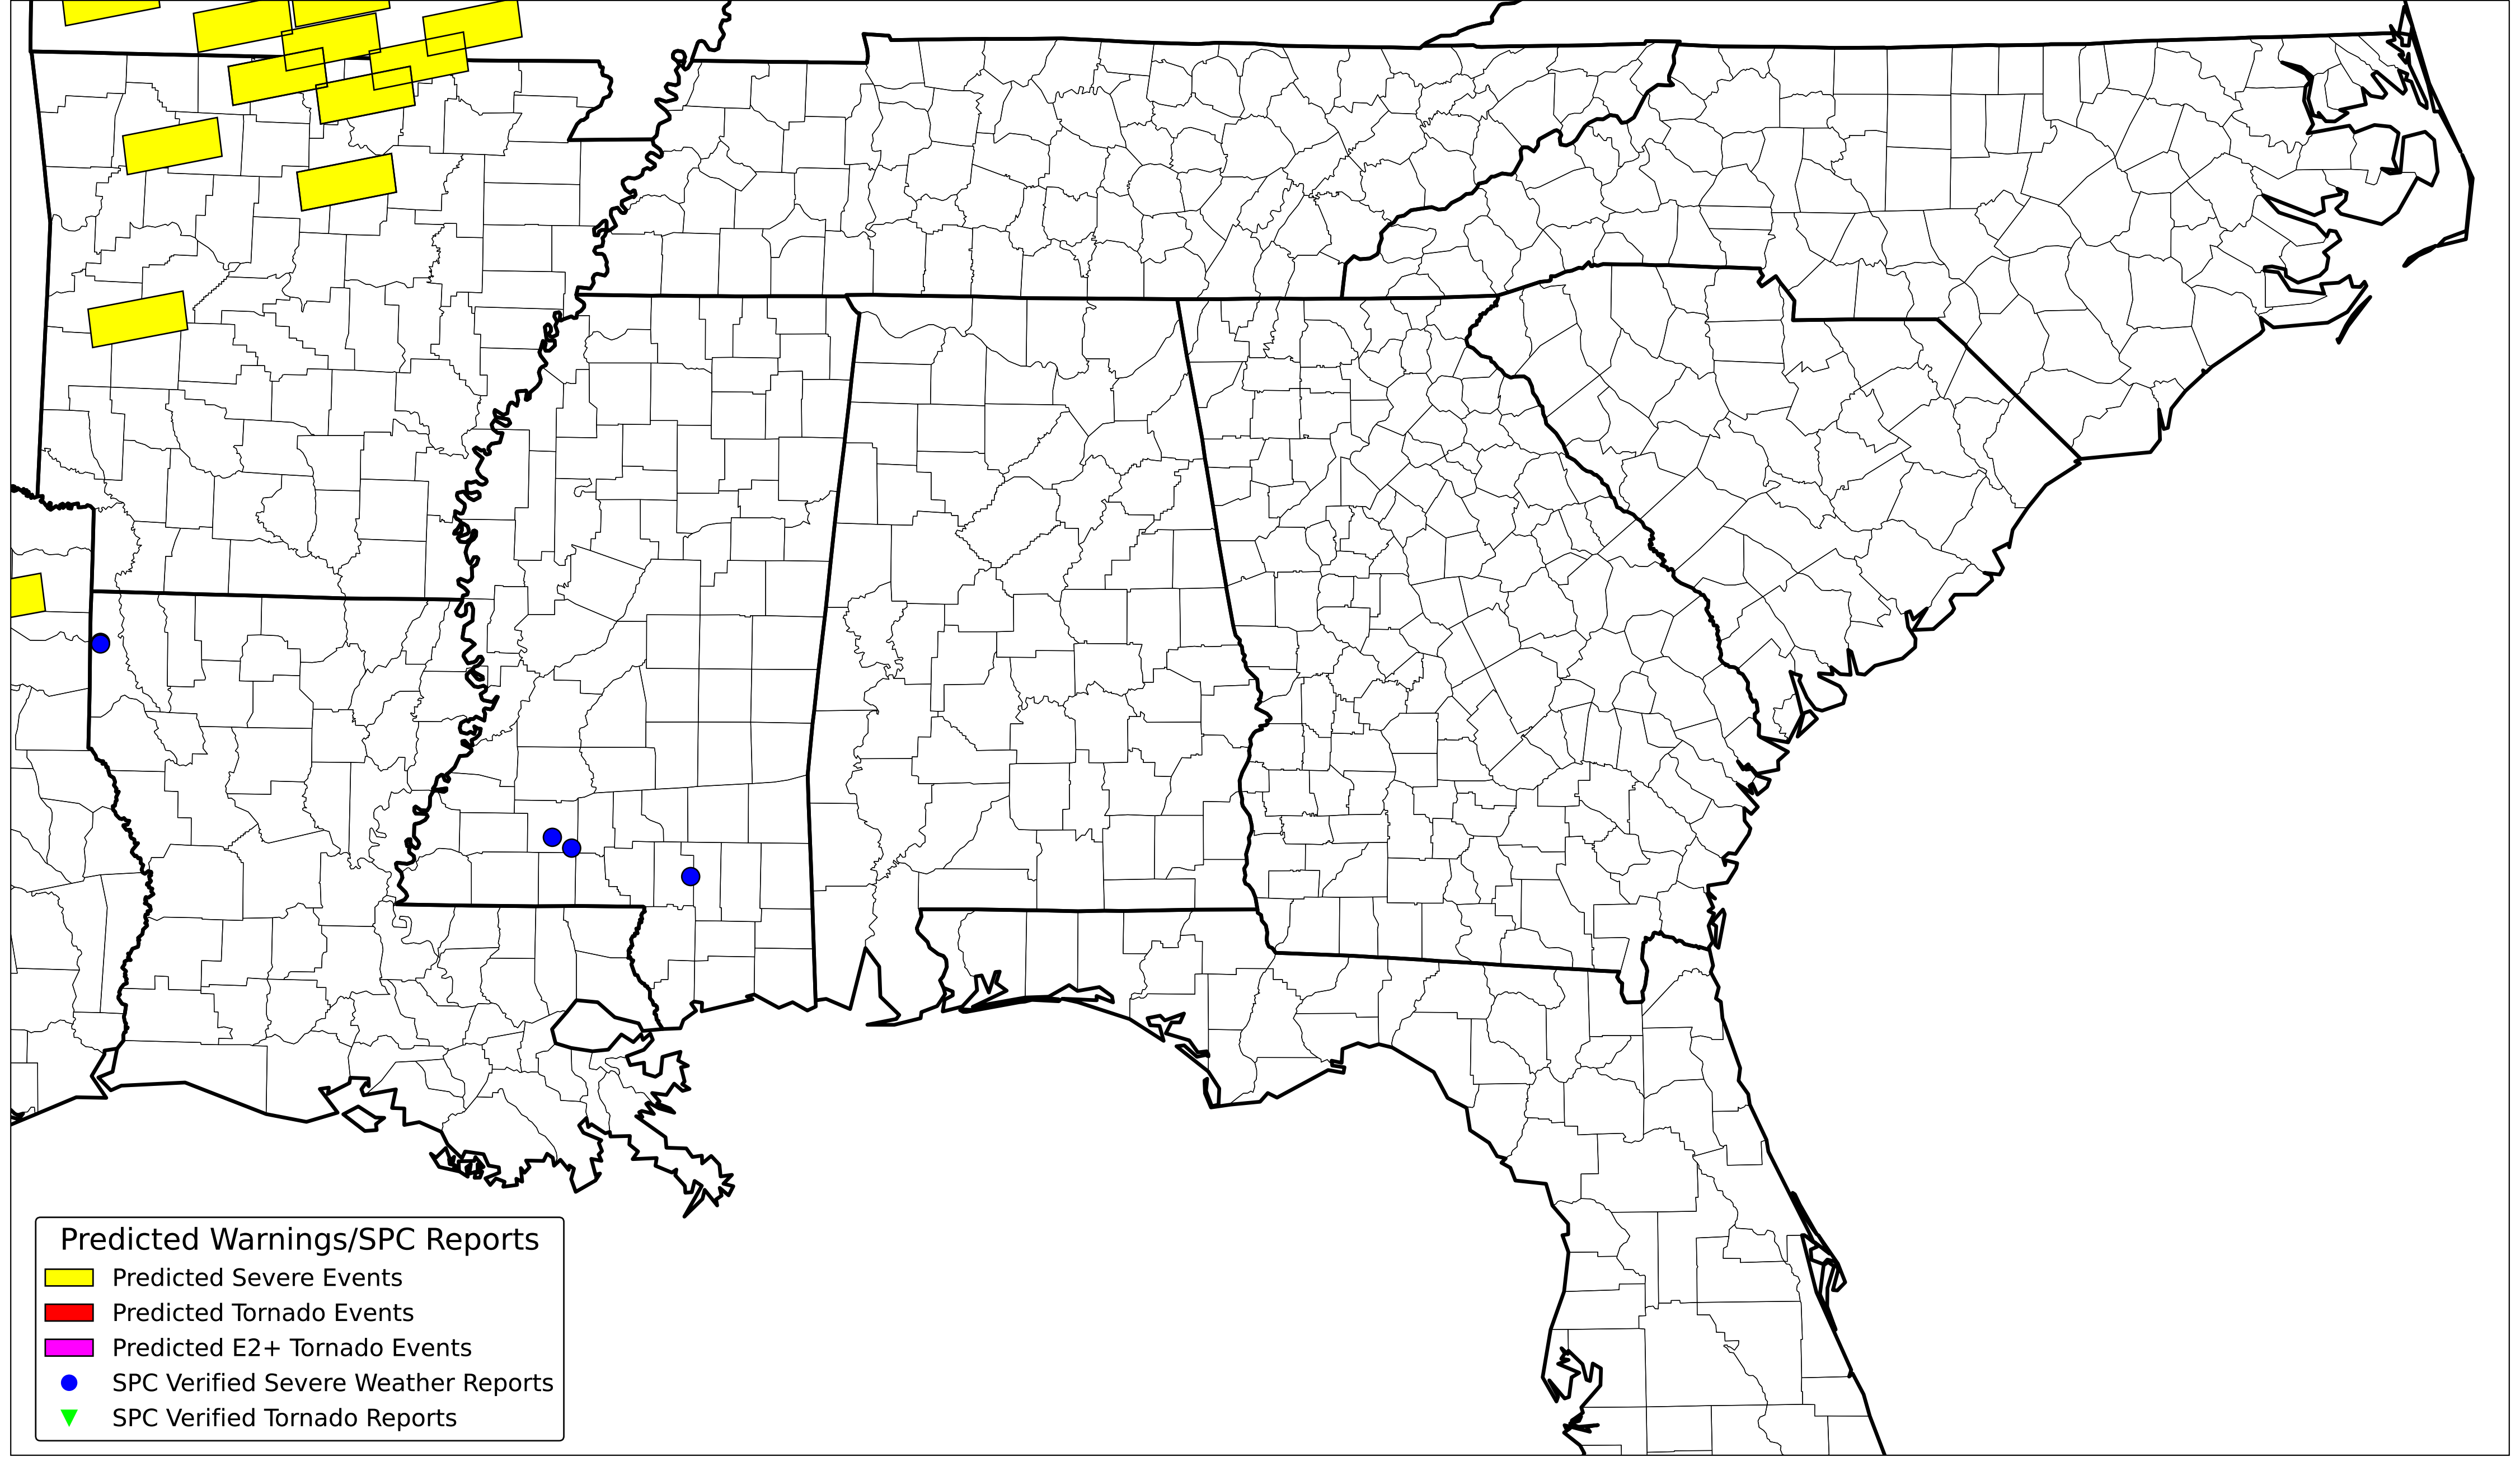 Predicted Warnings/SPC Reports
Predicted Severe Events
Predicted Tornado Events
Predicted E2+ Tornado Events
SPC Verified Severe Weather Reports
SPC Verified Tornado Reports